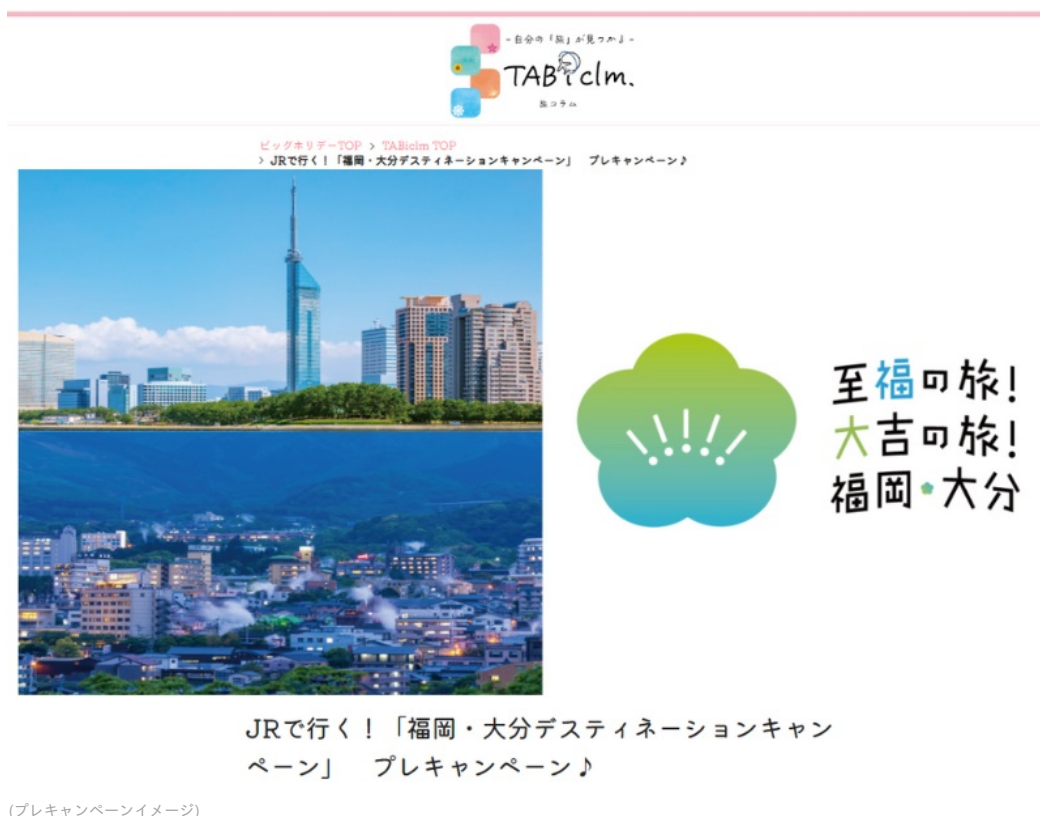 - 自分の「旅」が見つかる -
TABiclm.
旅コラム
ビッグホリデーTOP > TABiclm TOP
> JRで行く！「福岡・大分デスティネーションキャンペーン」　プレキャンペーン♪
至福の旅!
大吉の旅!
福岡・大分
JRで行く！「福岡・大分デスティネーションキャン
ペーン」　プレキャンペーン♪
(プレキャンペーンイメージ)